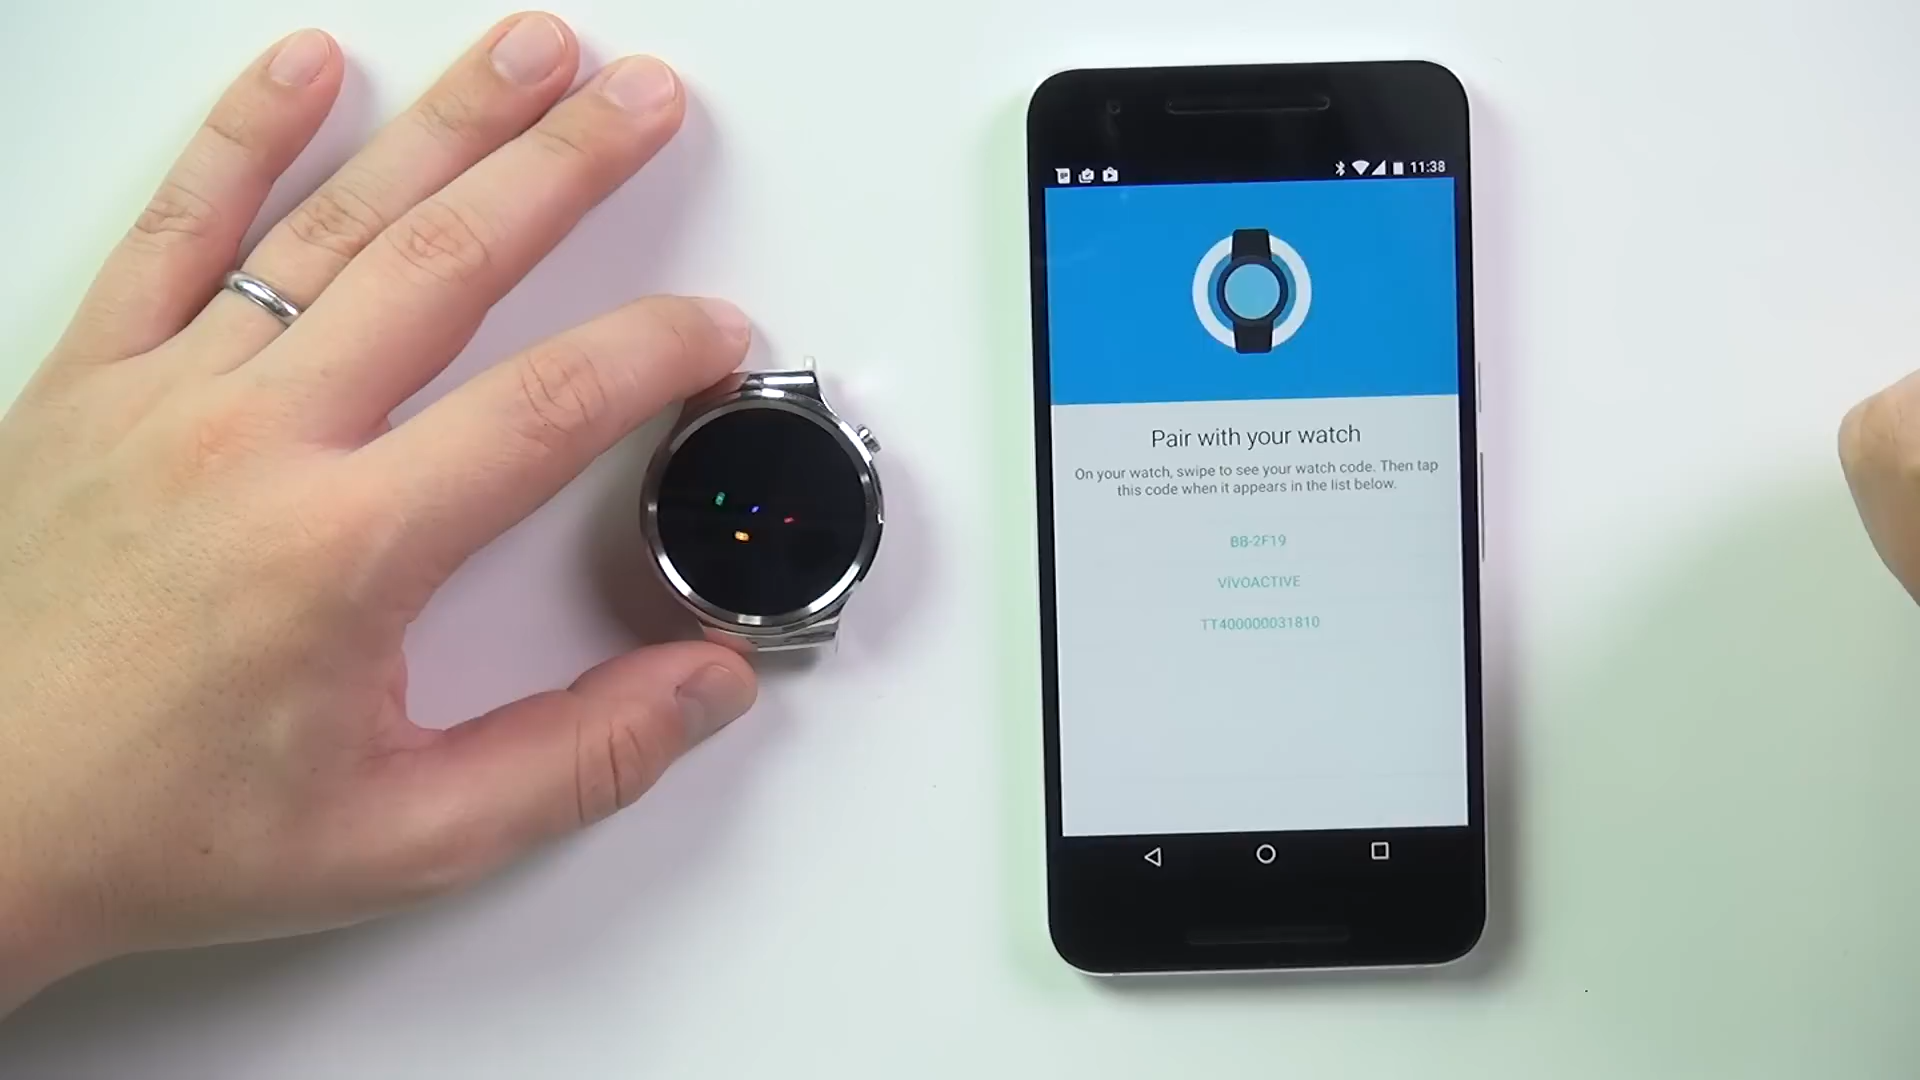 11:38
Pair with your watch
On your watch, swipe to see your watch code. Then tap
this code when it appears in the list below.
BB-2F19
VÍVOACTIVE
TT400000031810